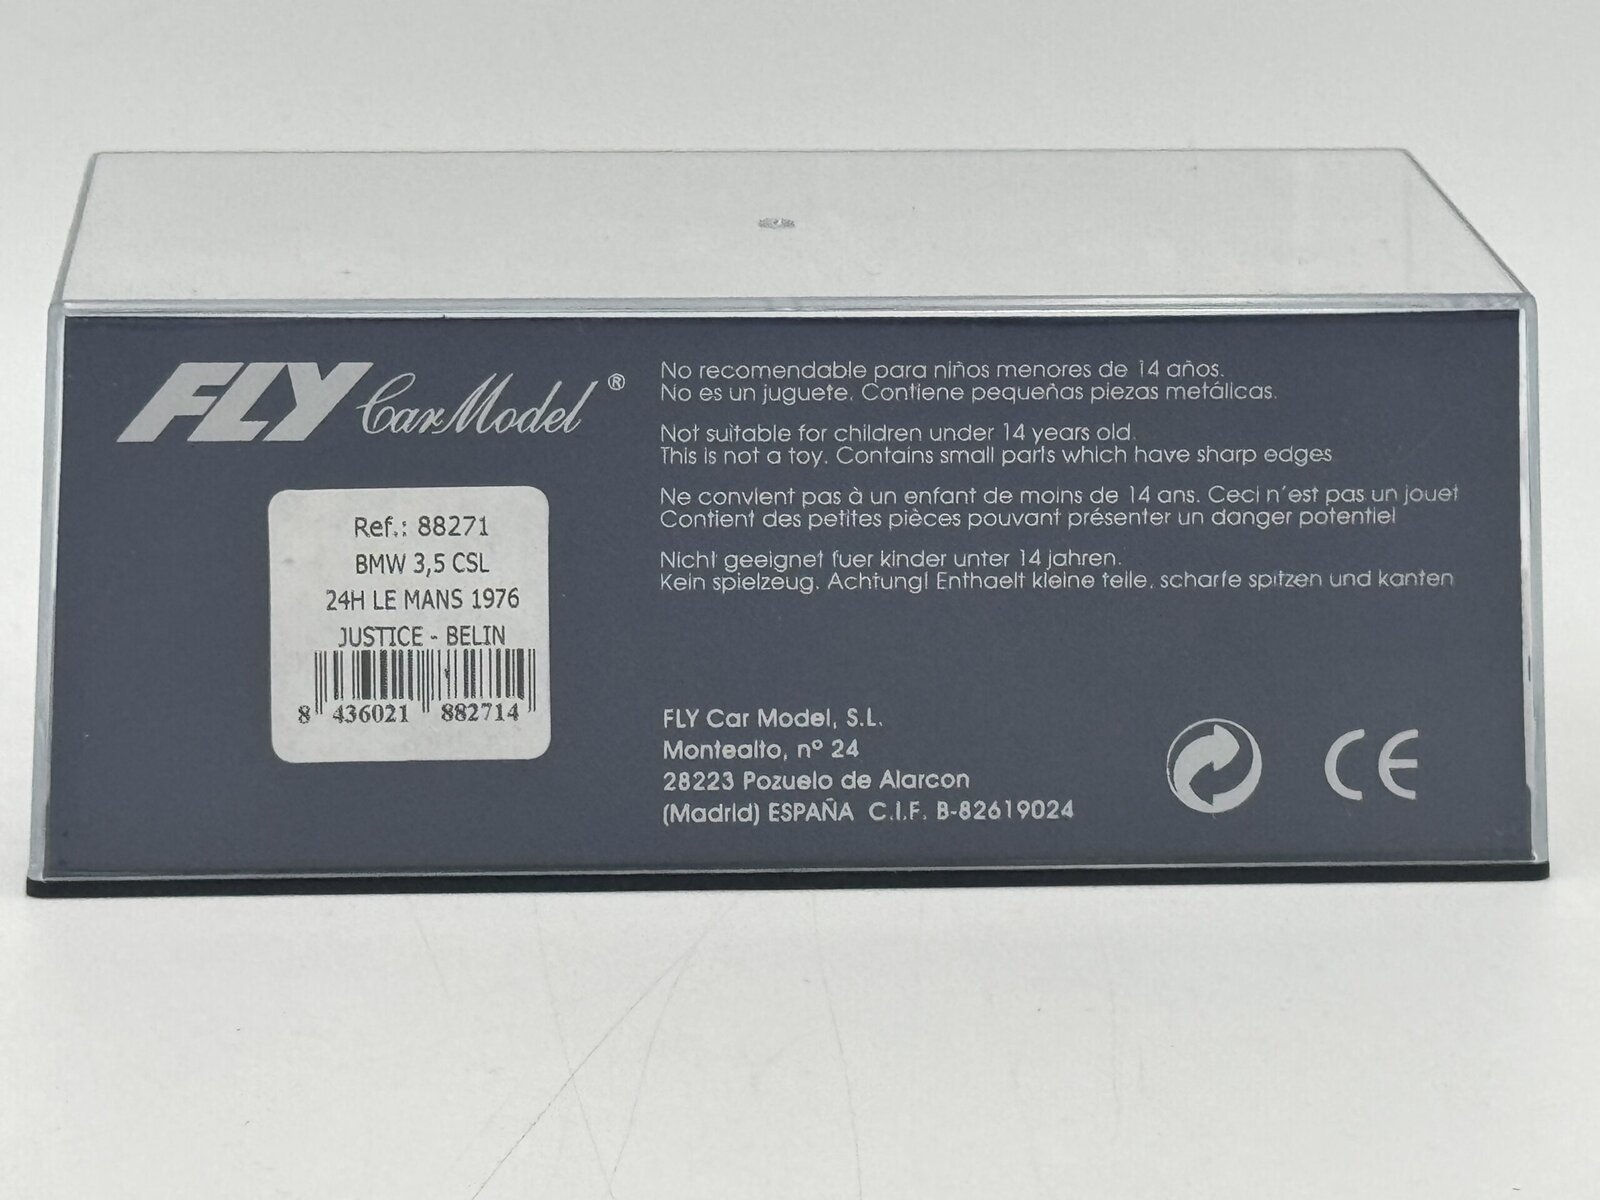 FLY Car Model ®
Ref.: 88271
BMW 3,5 CSL
24H LE MANS 1976
JUSTICE - BELIN
8 436021 882714
No recomendable para niños menores de 14 años.
No es un juguete. Contiene pequeñas piezas metálicas.
Not suitable for children under 14 years old.
This is not a toy. Contains small parts which have sharp edges
Ne convient pas à un enfant de moins de 14 ans. Ceci n'est pas un jouet
Contient des petites pièces pouvant présenter un danger potentiel
Nicht geeignet fuer kinder unter 14 jahren.
Kein spielzeug. Achtung! Enthaelt kleine teile, scharfe spitzen und kanten
FLY Car Model, S.L.
Montealto, nº 24
28223 Pozuelo de Alarcon
(Madrid) ESPAÑA C.I.F. B-82619024
CE